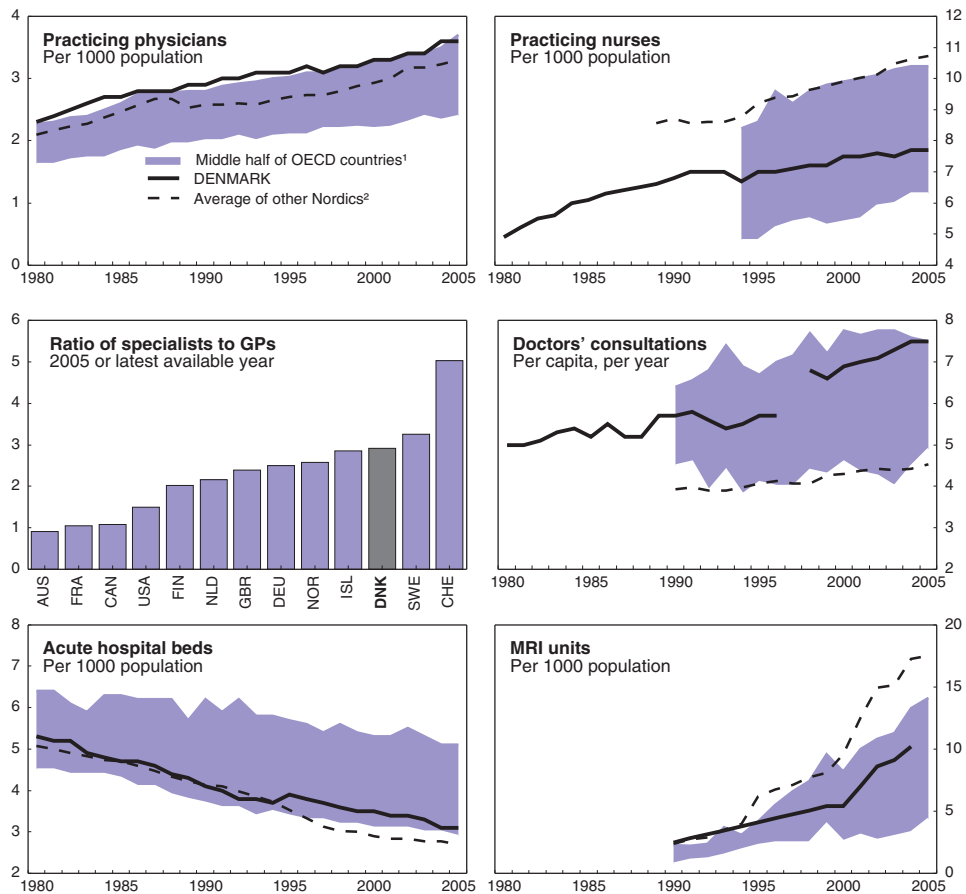 Practicing physicians
Per 1000 population
4
3
2
1
0
Middle half of OECD countries¹
DENMARK
Average of other Nordics²
1980 1985 1990 1995 2000 2005
Practicing nurses
Per 1000 population
12
11
10
9
8
7
6
5
4
1980 1985 1990 1995 2000 2005
Ratio of specialists to GPs
2005 or latest available year
6
5
4
3
2
1
0
AUS FRA CAN USA FIN NLD GBR DEU NOR ISL DNK SWE CHE
Doctors' consultations
Per capita, per year
8
7
6
5
4
3
2
1980 1985 1990 1995 2000 2005
Acute hospital beds
Per 1000 population
8
7
6
5
4
3
2
1980 1985 1990 1995 2000 2005
MRI units
Per 1000 population
20
15
10
5
0
1980 1985 1990 1995 2000 2005